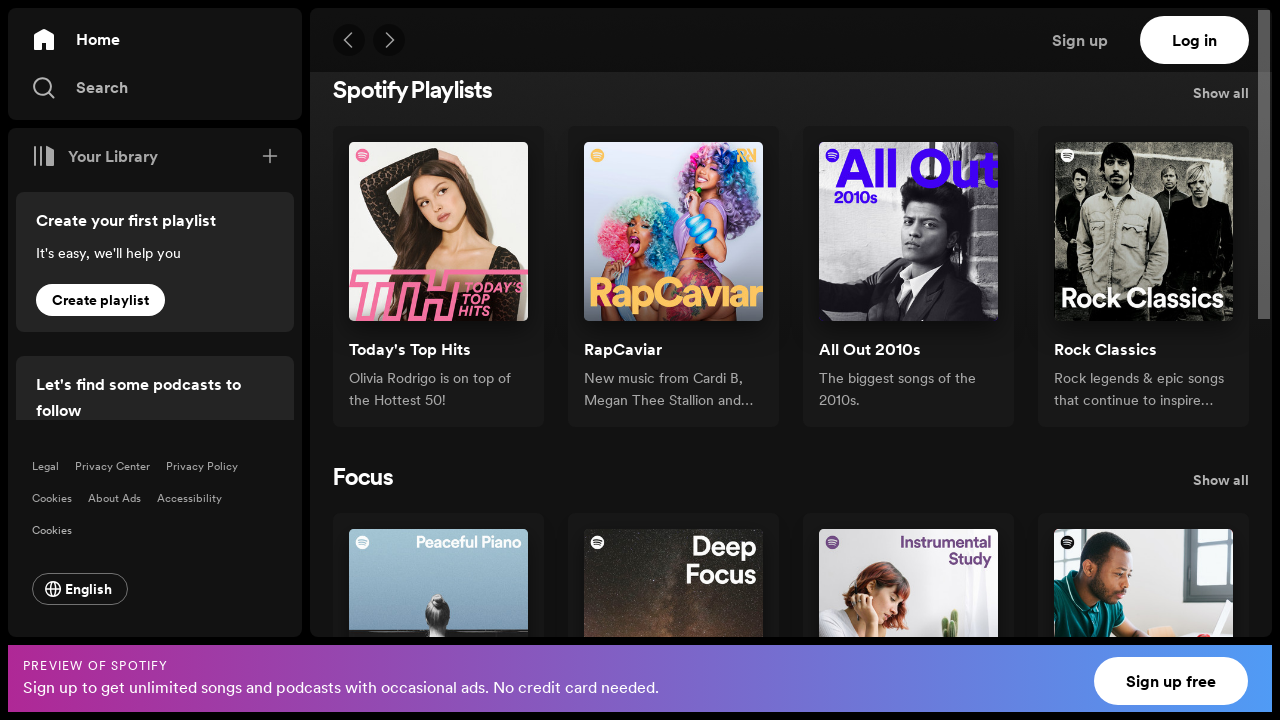 Home
Search
Your Library
Create your first playlist
It's easy, we'll help you
Create playlist
Let's find some podcasts to
follow
Legal Privacy Center Privacy Policy
Cookies About Ads Accessibility
Cookies
English
Sign up Log in
Spotify Playlists
Show all
TTH TODAY'S
TOP
HITS
Today's Top Hits
Olivia Rodrigo is on top of
the Hottest 50!
RapCaviar
RapCaviar
New music from Cardi B,
Megan Thee Stallion and…
All Out
2010s
All Out 2010s
The biggest songs of the
2010s.
Rock Classics
Rock Classics
Rock legends & epic songs
that continue to inspire…
Focus
Show all
Peaceful Piano
Deep
Focus
Instrumental
Study
PREVIEW OF SPOTIFY
Sign up to get unlimited songs and podcasts with occasional ads. No credit card needed.
Sign up free